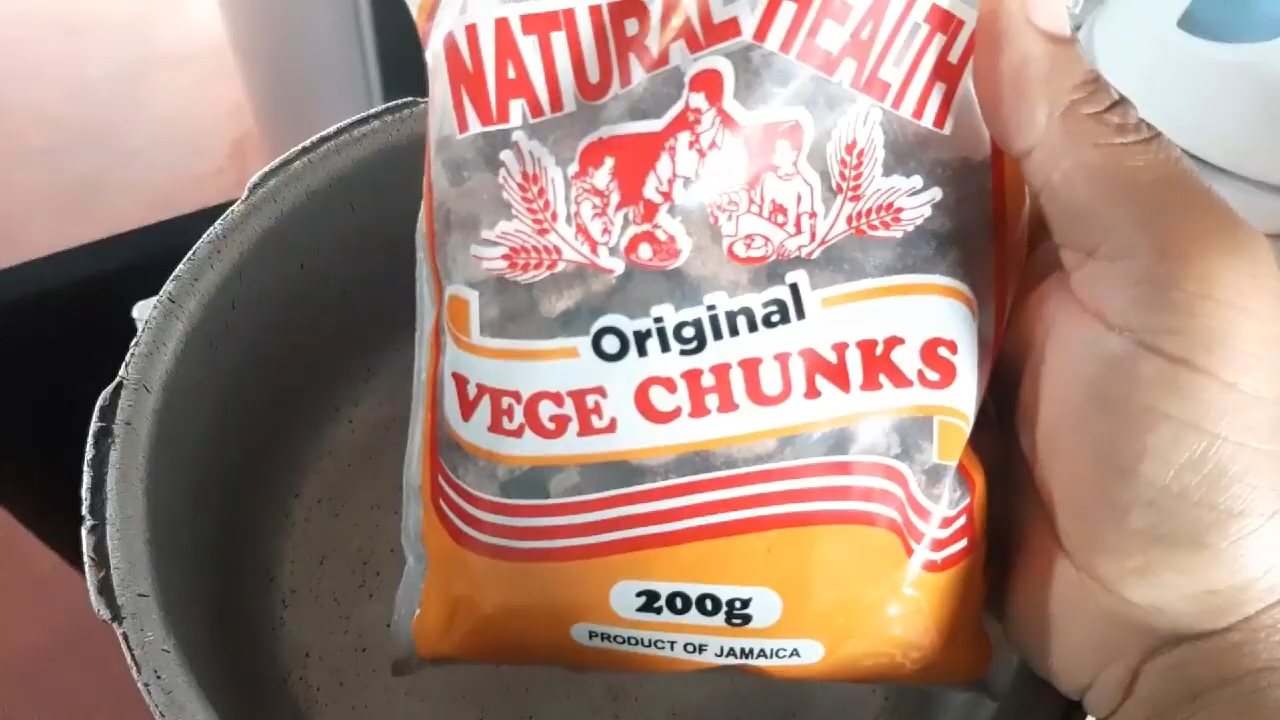 NATURAL HEALTH
Original
VEGE CHUNKS
200g
PRODUCT OF JAMAICA